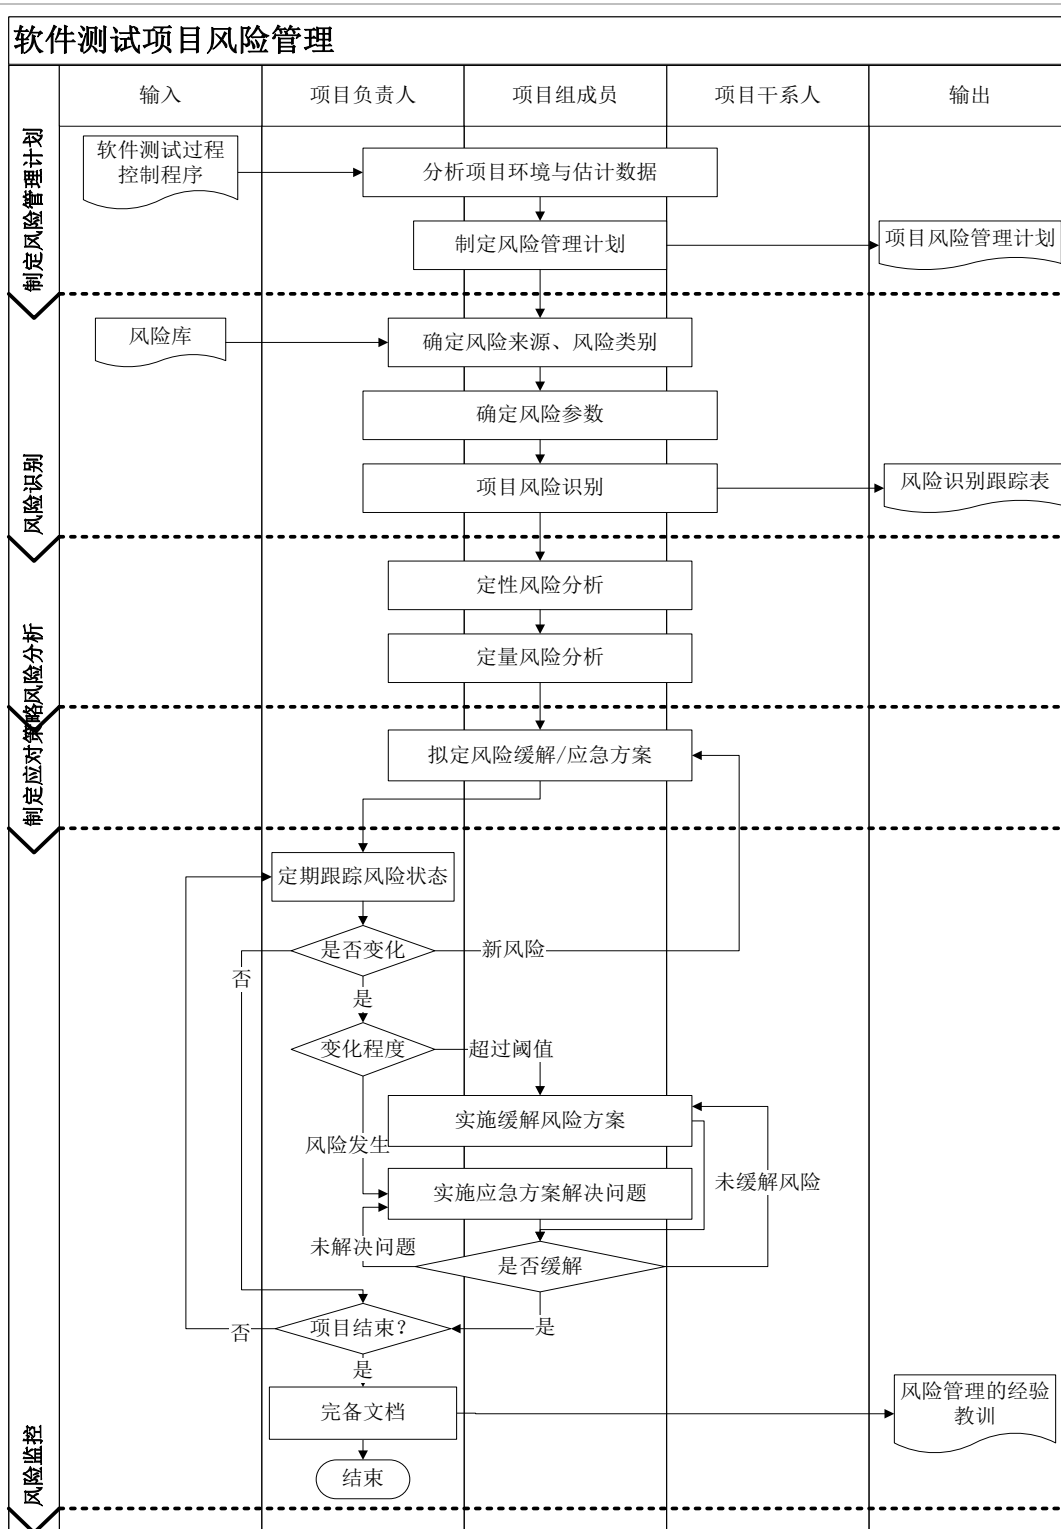 软件测试项目风险管理
输入
项目负责人
项目组成员
项目干系人
输出
制定风险管理计划
软件测试过程
控制程序
分析项目环境与估计数据
制定风险管理计划
项目风险管理计划
风险识别
风险库
确定风险来源、风险类别
确定风险参数
项目风险识别
风险识别跟踪表
风险分析
定性风险分析
定量风险分析
制定应对策略
拟定风险缓解/应急方案
风险监控
定期跟踪风险状态
是否变化
新风险
否
是
变化程度
超过阈值
实施缓解风险方案
风险发生
实施应急方案解决问题
未缓解风险
未解决问题
是否缓解
项目结束?
否
是
是
完备文档
风险管理的经验
教训
结束